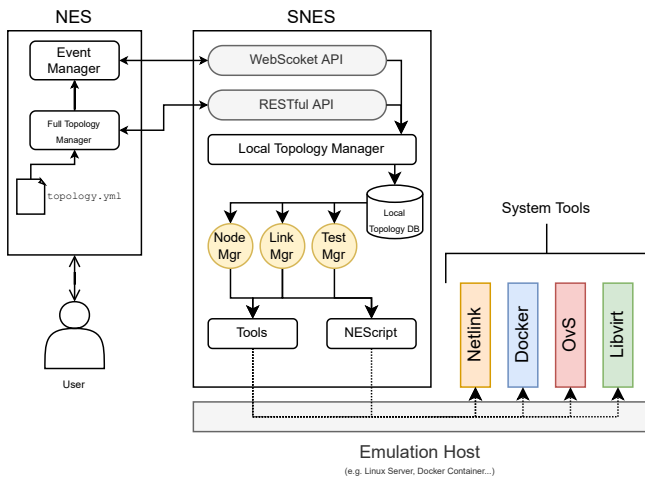 NES
SNES
Event
Manager
WebScoket API
RESTful API
Full Topology
Manager
Local Topology Manager
topology.yml
Local
Topology DB
Node
Mgr
Link
Mgr
Test
Mgr
System Tools
Tools
NEScript
Netlink
Docker
OvS
Libvirt
User
Emulation Host
(e.g. Linux Server, Docker Container...)